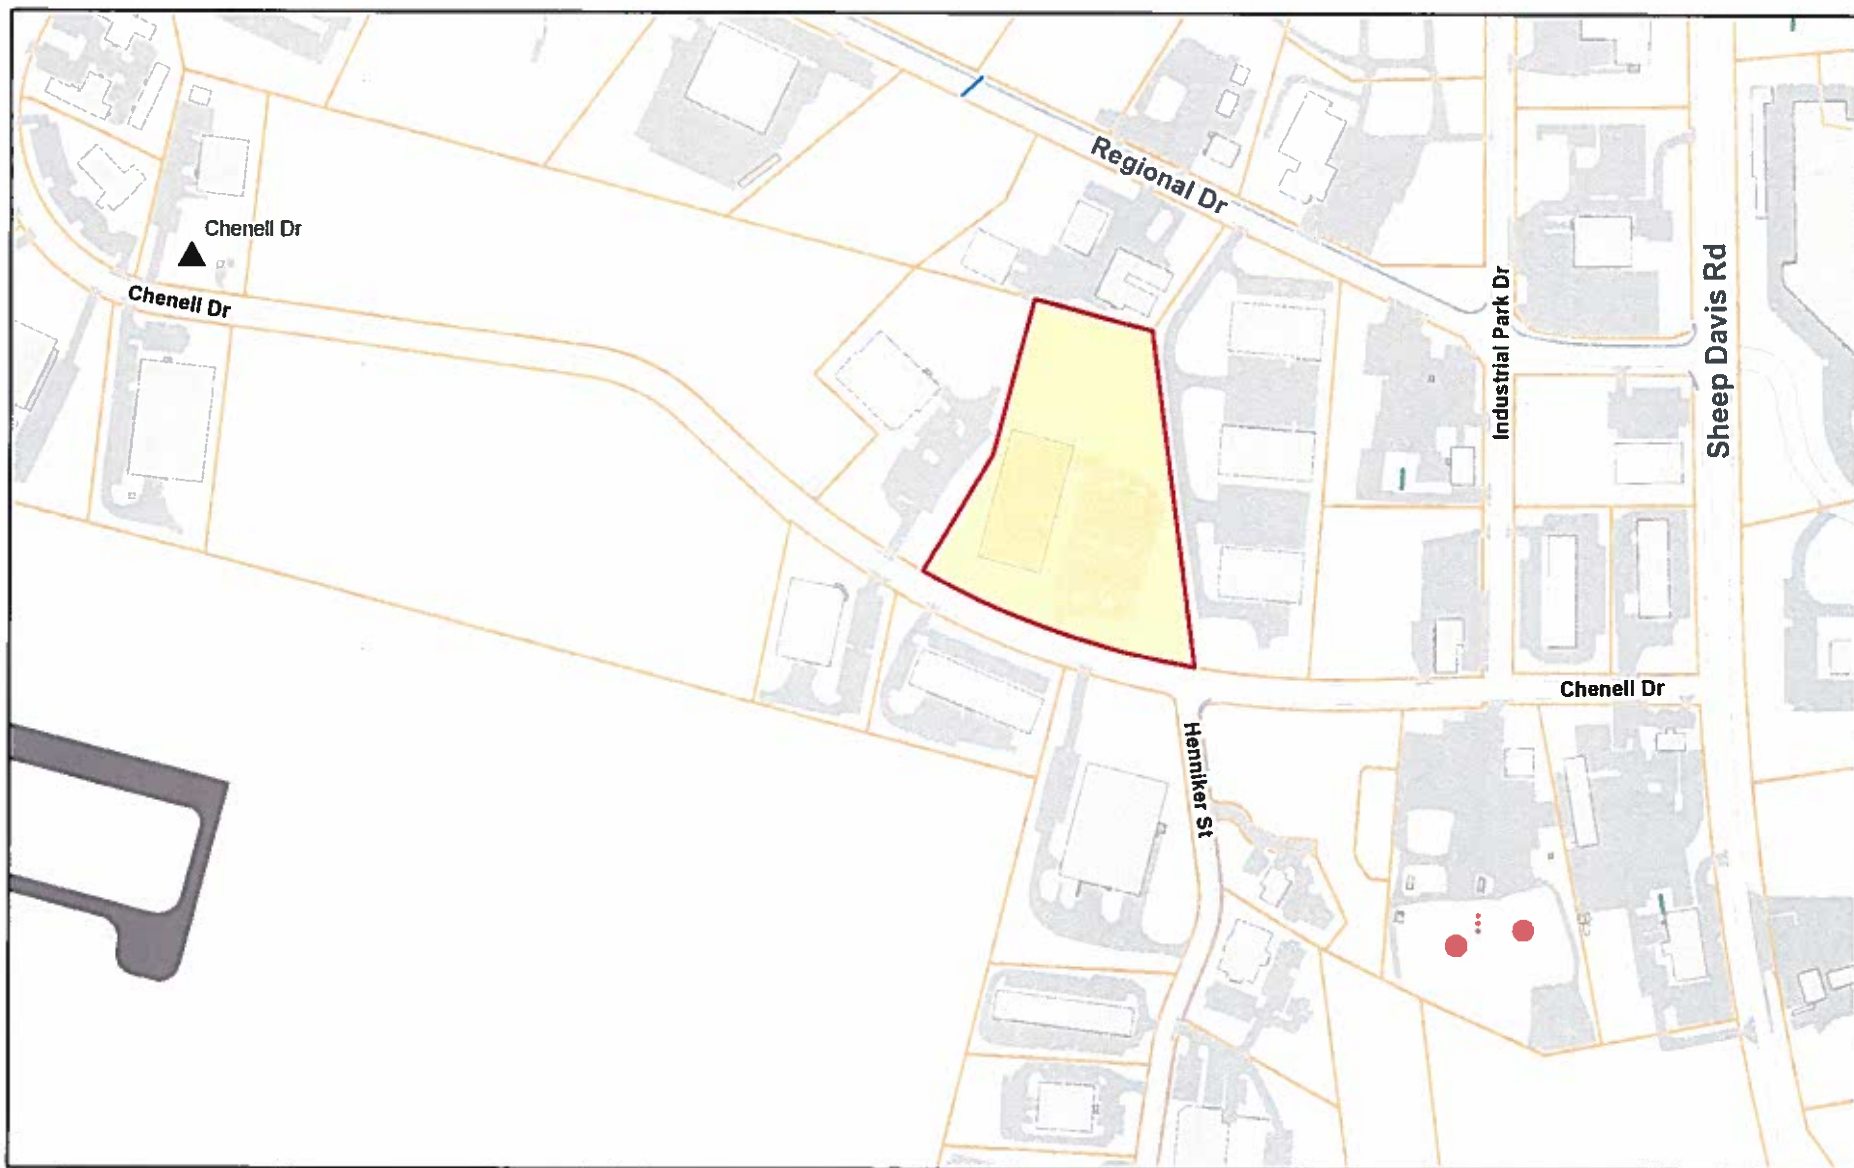 Regional Dr
Chenell Dr
Chenell Dr
Industrial Park Dr
Sheep Davis Rd
Chenell Dr
Henniker St